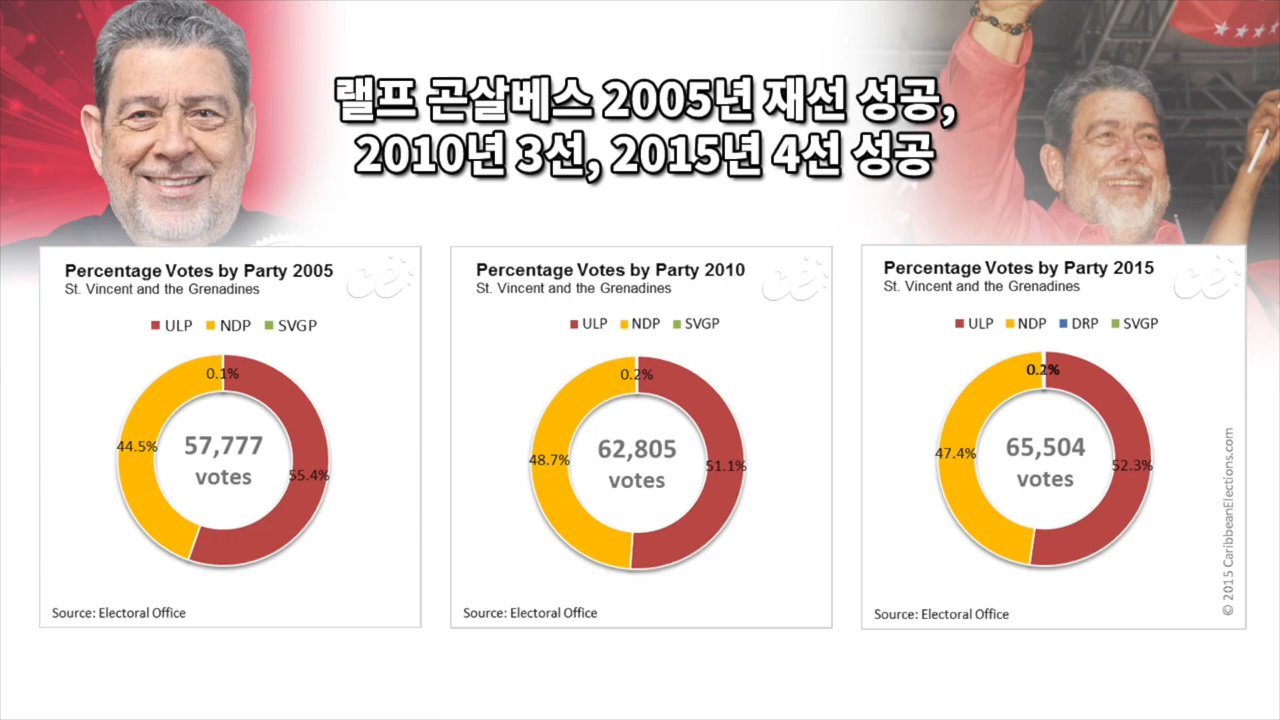 랠프 곤살베스 2005년 재선 성공,
2010년 3선, 2015년 4선 성공
Percentage Votes by Party 2005
St. Vincent and the Grenadines
ce
ULP NDP SVGP
0.1%
44.5%
55.4%
57,777
votes
Source: Electoral Office
Percentage Votes by Party 2010
St. Vincent and the Grenadines
ce
ULP NDP SVGP
0.2%
48.7%
51.1%
62,805
votes
Source: Electoral Office
Percentage Votes by Party 2015
St. Vincent and the Grenadines
ce
ULP NDP DRP SVGP
47.4%
52.3%
65,504
votes
Source: Electoral Office
© 2015 CaribbeanElections.com